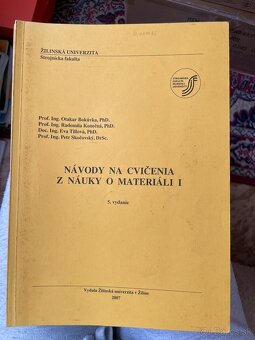 ŽILINSKÁ UNIVERZITA
Strojnícka fakulta
Prof. Ing. Otakar Bokůvka, PhD.
Prof. Ing. Radomila Konečná, PhD.
Doc. Ing. Eva Tillová, PhD.
Prof. Ing. Petr Skočovský, DrSc.
NÁVODY NA CVIČENIA
Z NÁUKY O MATERIÁLI I
5. vydanie
Vydala Žilinská univerzita v Žiline
2007